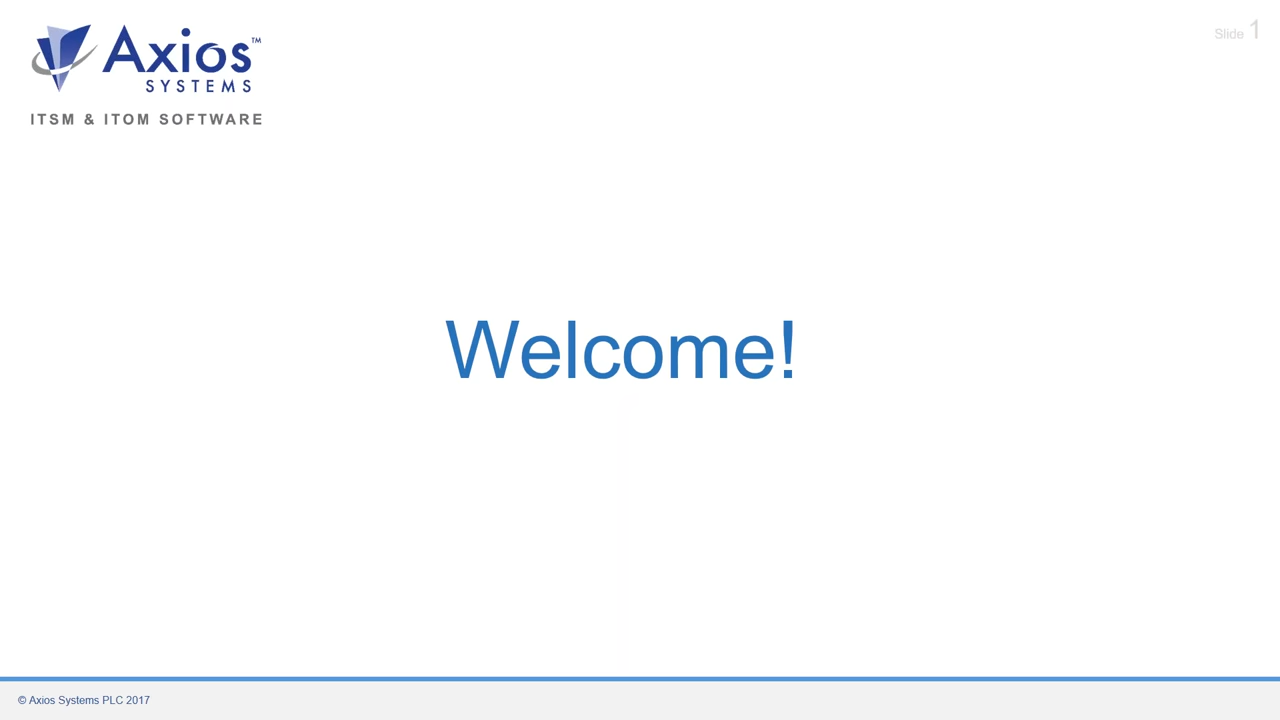 Slide 1
Axios™
SYSTEMS
ITSM & ITOM SOFTWARE
Welcome!
© Axios Systems PLC 2017